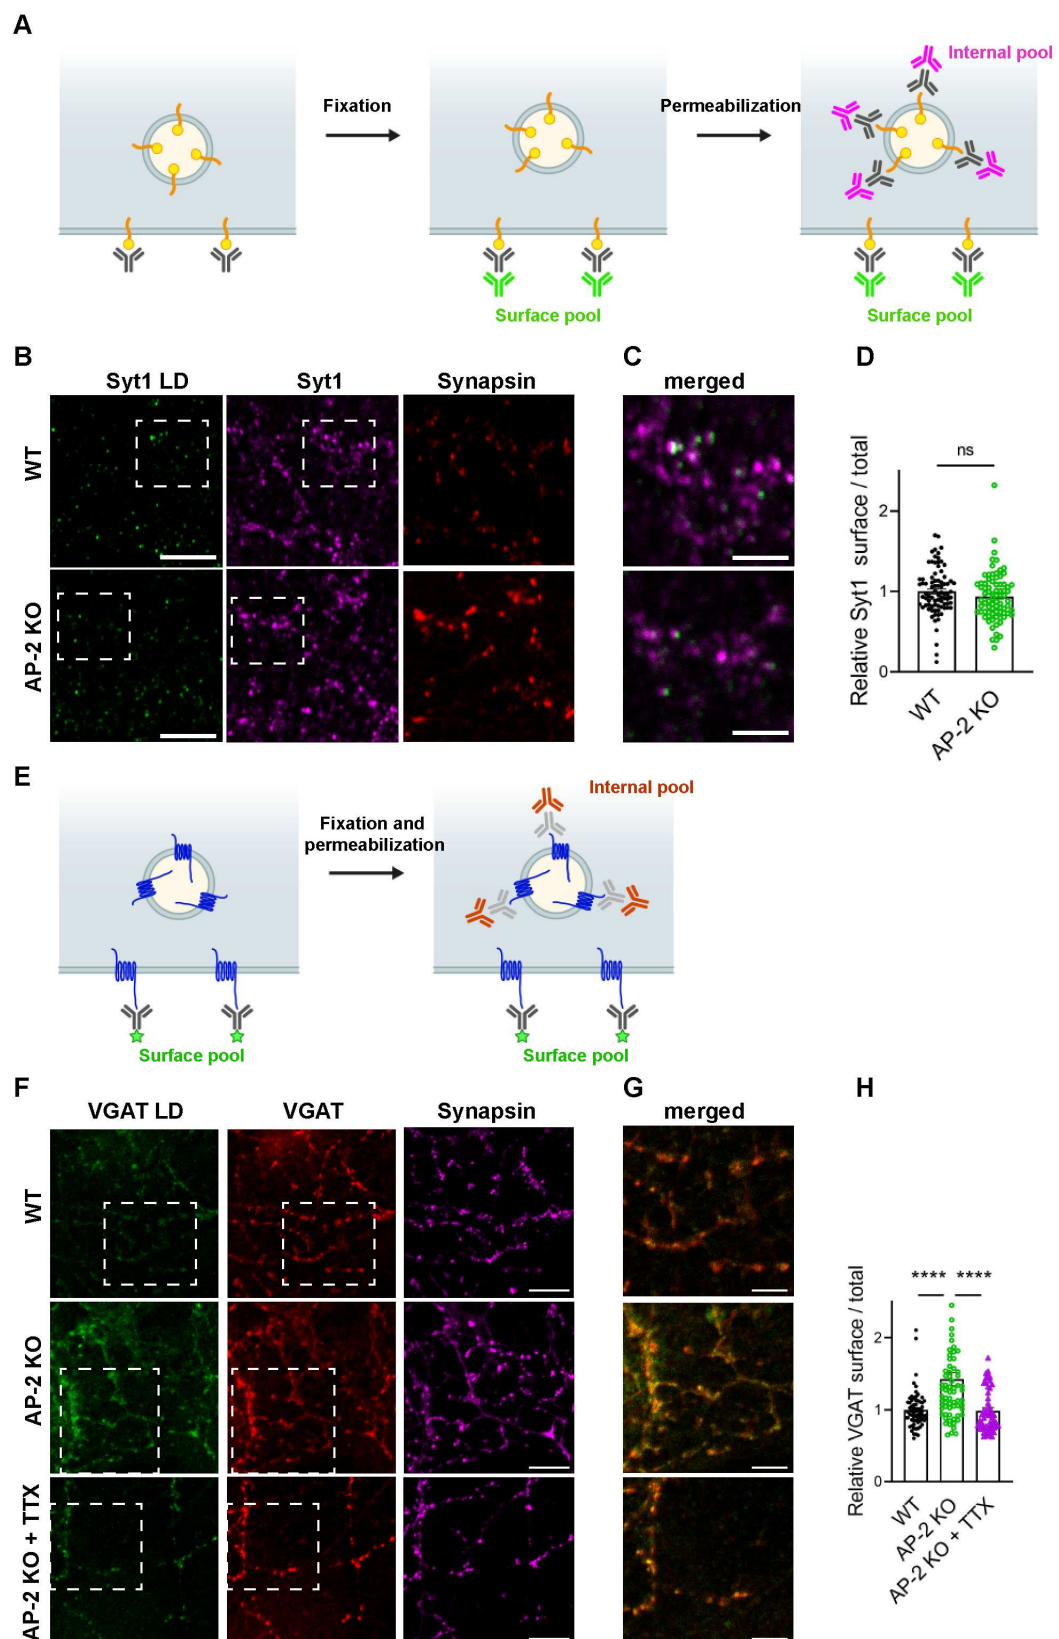 A
Fixation
Permeabilization
Internal pool
Surface pool
Surface pool
B
C
D
Syt1 LD
Syt1
Synapsin
merged
WT
AP-2 KO
Relative Syt1 surface / total
ns
2
1
0
WT
AP-2 KO
E
Fixation and
permeabilization
Internal pool
Surface pool
Surface pool
F
G
H
VGAT LD
VGAT
Synapsin
merged
WT
AP-2 KO
AP-2 KO + TTX
Relative VGAT surface / total
**** ****
2
1
0
WT
AP-2 KO
AP-2 KO + TTX